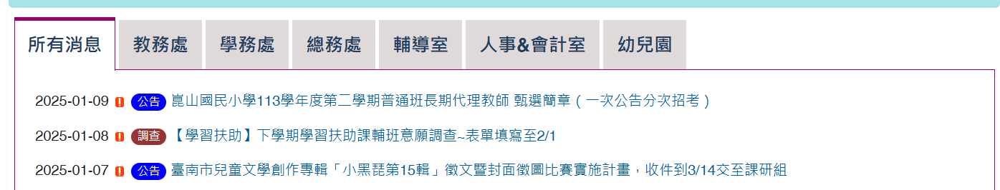 所有消息 教務處 學務處 總務處 輔導室 人事&會計室 幼兒園
2025-01-09 公告 崑山國民小學113學年度第二學期普通班長期代理教師 甄選簡章（一次公告分次招考）
2025-01-08 調查 【學習扶助】下學期學習扶助課輔班意願調查~表單填寫至2/1
2025-01-07 公告 臺南市兒童文學創作專輯「小黑琵第15輯」徵文暨封面徵圖比賽實施計畫，收件到3/14交至課研組